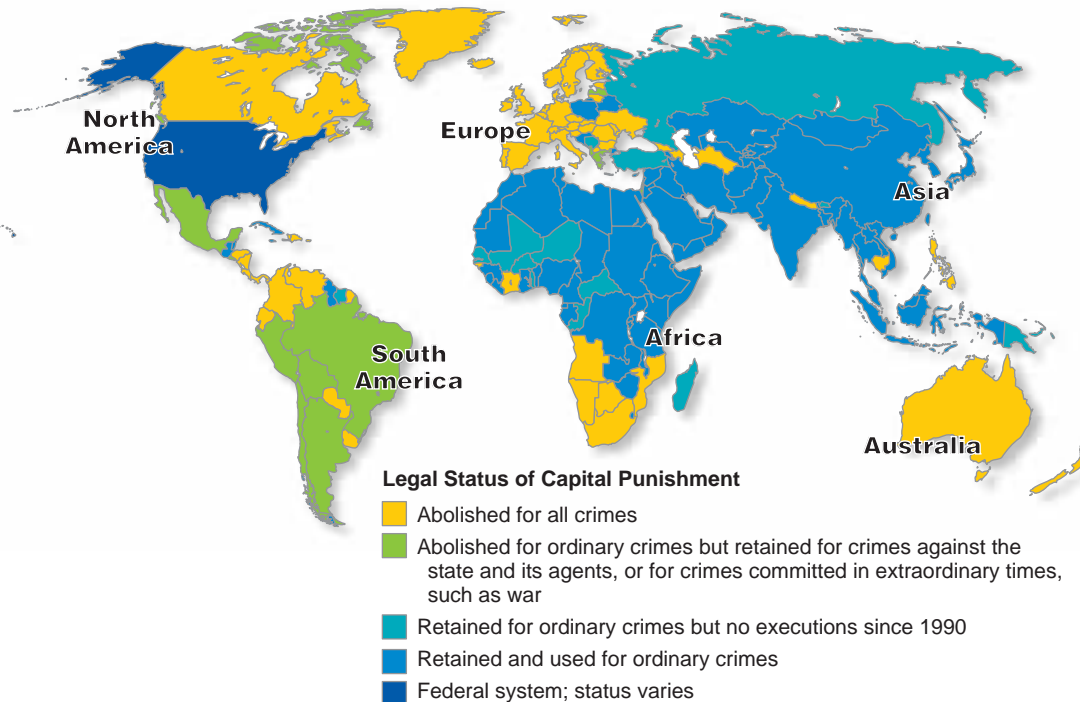 North
America
Europe
Asia
Africa
South
America
Australia
Legal Status of Capital Punishment
Abolished for all crimes
Abolished for ordinary crimes but retained for crimes against the
state and its agents, or for crimes committed in extraordinary times,
such as war
Retained for ordinary crimes but no executions since 1990
Retained and used for ordinary crimes
Federal system; status varies